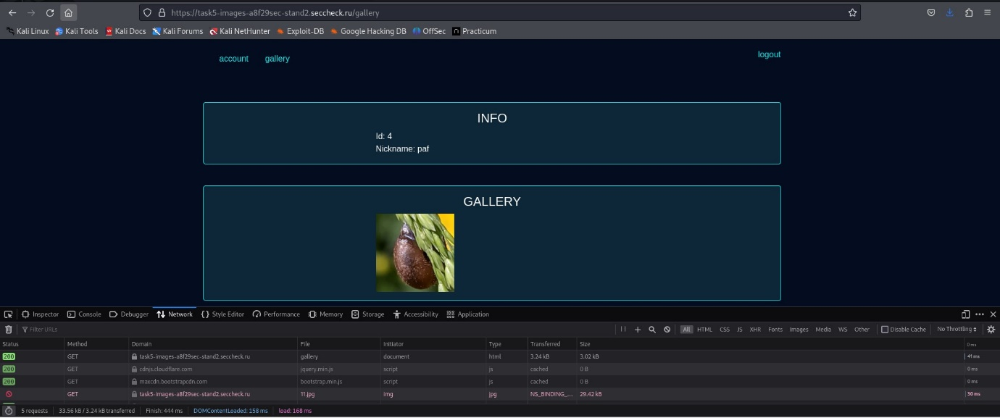 https://task5-images-a8f29sec-stand2.seccheck.ru/gallery
Kali Linux Kali Tools Kali Docs Kali Forums Kali NetHunter Exploit-DB Google Hacking DB OffSec Practicum
account gallery logout
INFO
Id: 4
Nickname: paf
GALLERY
Inspector Console Debugger Network Style Editor Performance Memory Storage Accessibility Application
Filter URLs All HTML CSS JS XHR Fonts Images Media WS Other Disable Cache No Throttling
Status Method Domain File Initiator Type Transferred Size 0 ms
200 GET task5-images-a8f29sec-stand2.seccheck.ru gallery document html 3.24 kB 3.02 kB 41 ms
200 GET cdnjs.cloudflare.com jquery.min.js script js cached 0 B 0 ms
200 GET maxcdn.bootstrapcdn.com bootstrap.min.js script js cached 0 B 0 ms
GET task5-images-a8f29sec-stand2.seccheck.ru 11.jpg img jpg NS_BINDING_... 29.42 kB 30 ms
5 requests 33.56 kB / 3.24 kB transferred Finish: 444 ms DOMContentLoaded: 158 ms load: 168 ms